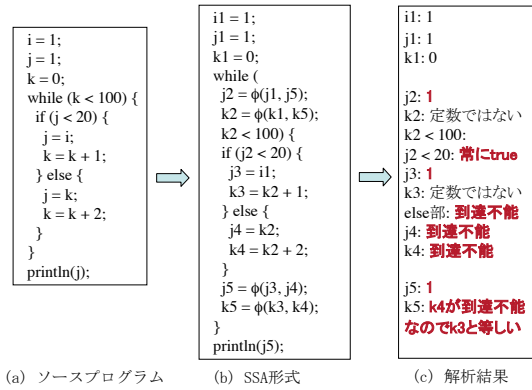 i = 1;
j = 1;
k = 0;
while (k < 100) {
if (j < 20) {
j = i;
k = k + 1;
} else {
j = k;
k = k + 2;
}
}
println(j);
(a) ソースプログラム
i1 = 1;
j1 = 1;
k1 = 0;
while (
j2 = ϕ(j1, j5);
k2 = ϕ(k1, k5);
k2 < 100) {
if (j2 < 20) {
j3 = i1;
k3 = k2 + 1;
} else {
j4 = k2;
k4 = k2 + 2;
}
j5 = ϕ(j3, j4);
k5 = ϕ(k3, k4);
}
println(j5);
(b) SSA形式
i1: 1
j1: 1
k1: 0
j2: 1
k2: 定数ではない
k2 < 100:
j2 < 20: 常にtrue
j3: 1
k3: 定数ではない
else部: 到達不能
j4: 到達不能
k4: 到達不能
j5: 1
k5: k4が到達不能
なのでk3と等しい
(c) 解析結果